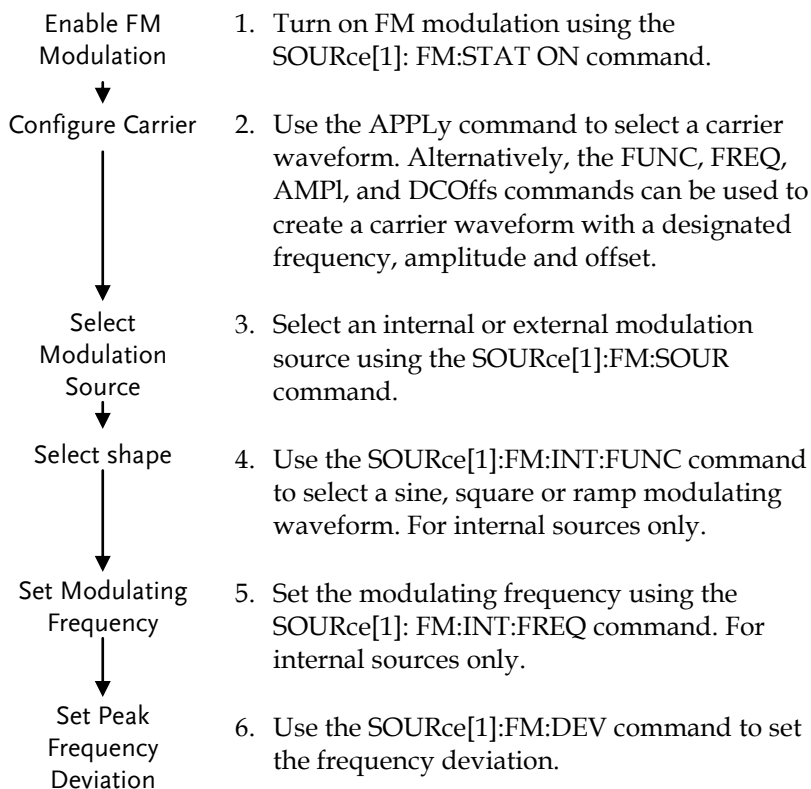 Enable FM
Modulation
1. Turn on FM modulation using the
SOURce[1]: FM:STAT ON command.
Configure Carrier
2. Use the APPLy command to select a carrier
waveform. Alternatively, the FUNC, FREQ,
AMPl, and DCOffs commands can be used to
create a carrier waveform with a designated
frequency, amplitude and offset.
Select
Modulation
Source
3. Select an internal or external modulation
source using the SOURce[1]:FM:SOUR
command.
Select shape
4. Use the SOURce[1]:FM:INT:FUNC command
to select a sine, square or ramp modulating
waveform. For internal sources only.
Set Modulating
Frequency
5. Set the modulating frequency using the
SOURce[1]: FM:INT:FREQ command. For
internal sources only.
Set Peak
Frequency
Deviation
6. Use the SOURce[1]:FM:DEV command to set
the frequency deviation.